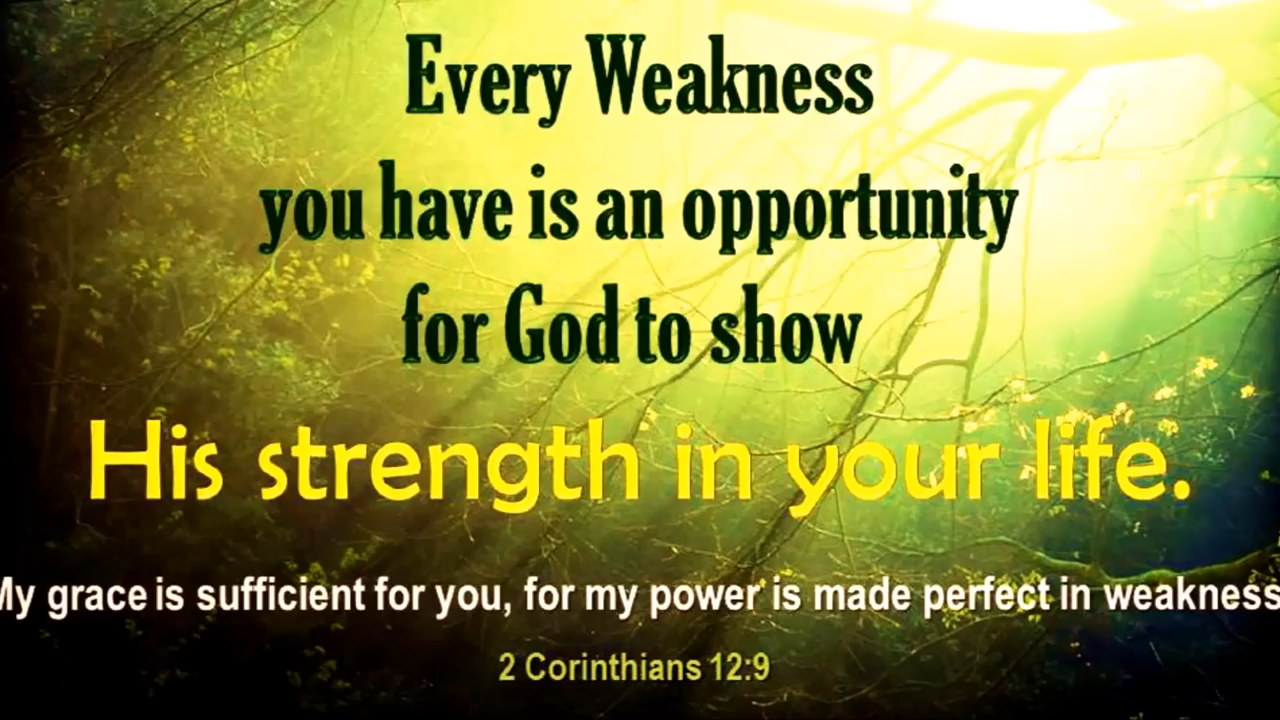 Every Weakness
you have is an opportunity
for God to show
His strength in your life.
My grace is sufficient for you, for my power is made perfect in weakness
2 Corinthians 12:9